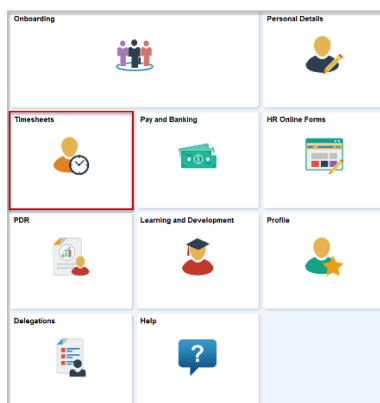 Onboarding
Personal Details
Timesheets
Pay and Banking
HR Online Forms
PDR
Learning and Development
Profile
Delegations
Help
?